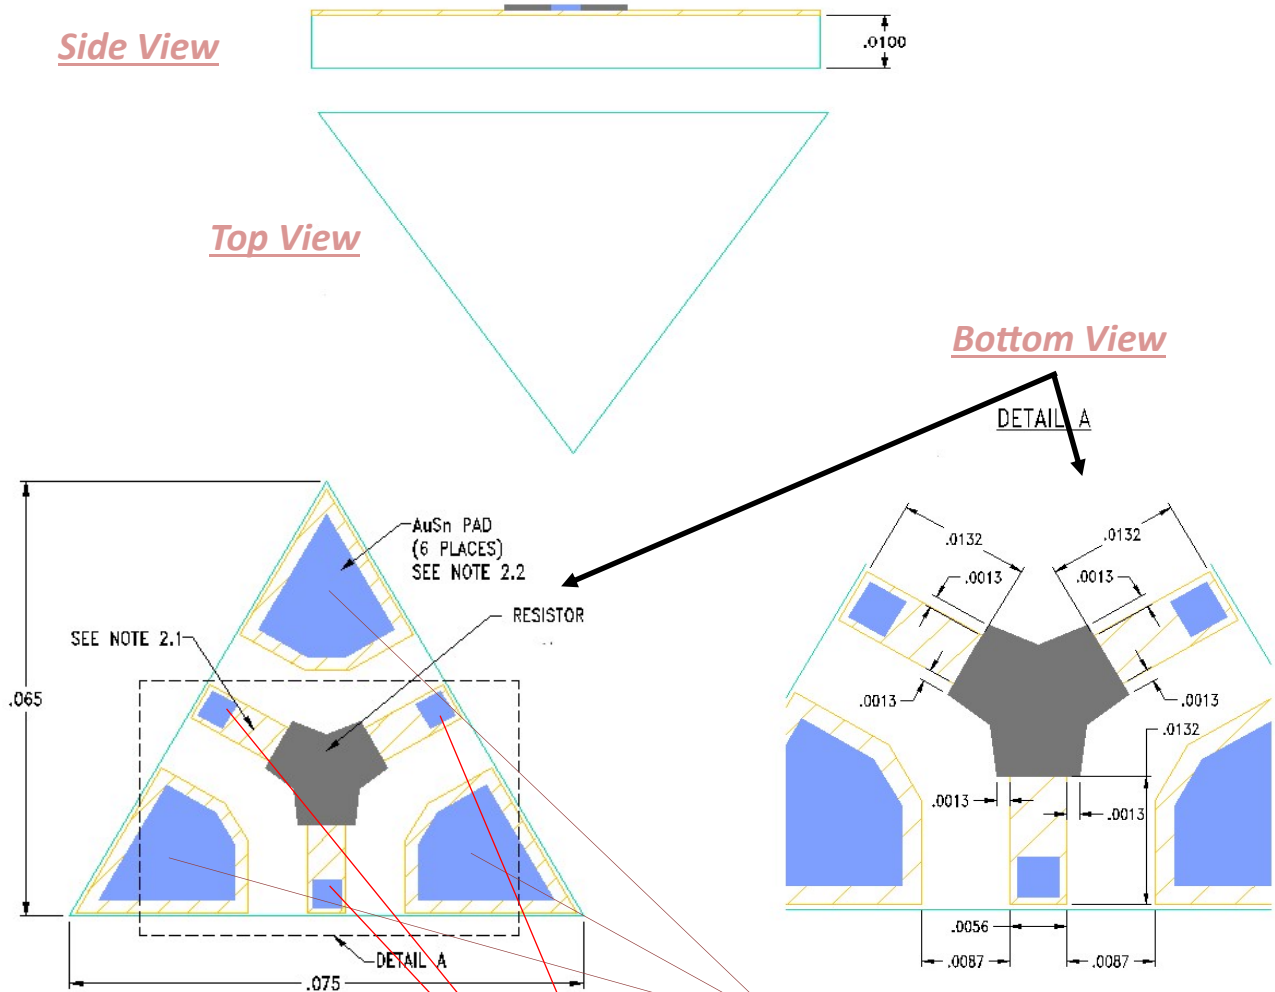 Side View
.0100
Top View
Bottom View
DETAIL A
AuSn PAD
(6 PLACES)
SEE NOTE 2.2
RESISTOR
SEE NOTE 2.1
.065
DETAIL A
.075
.0132
.0132
.0013
.0013
.0013
.0013
.0132
.0013
.0013
.0056
.0087
.0087